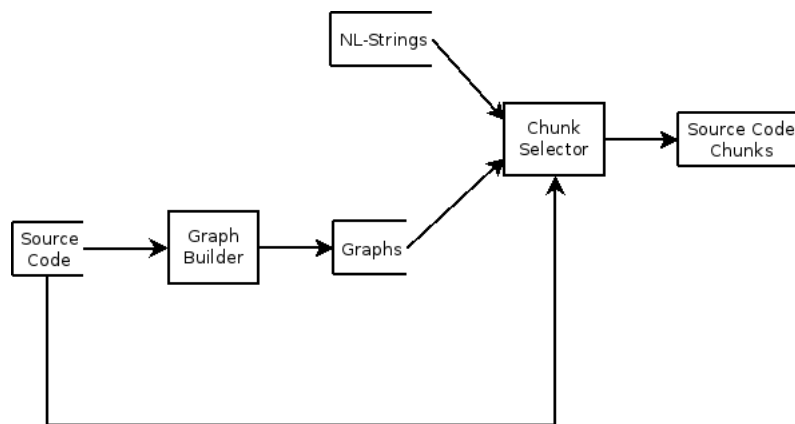 NL-Strings
Chunk
Selector
Source Code
Chunks
Source
Code
Graph
Builder
Graphs